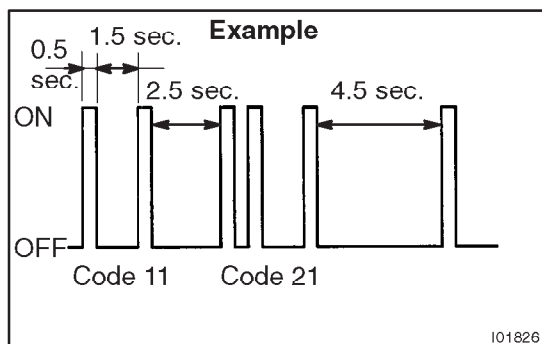 Example
0.5 sec.
1.5 sec.
2.5 sec.
4.5 sec.
ON
OFF
Code 11
Code 21
I01826